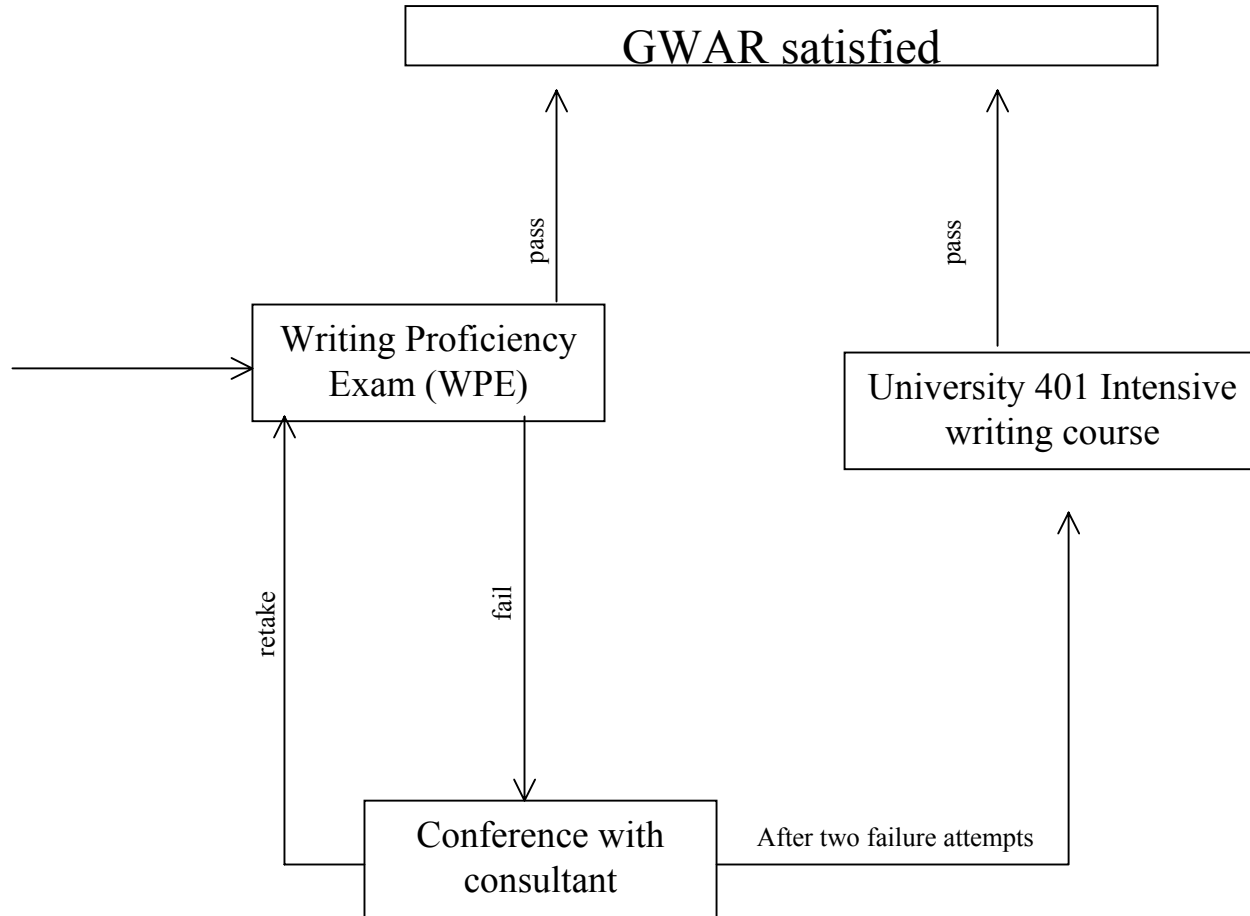 GWAR satisfied
pass
pass
Writing Proficiency
Exam (WPE)
University 401 Intensive
writing course
retake
fail
Conference with
consultant
After two failure attempts